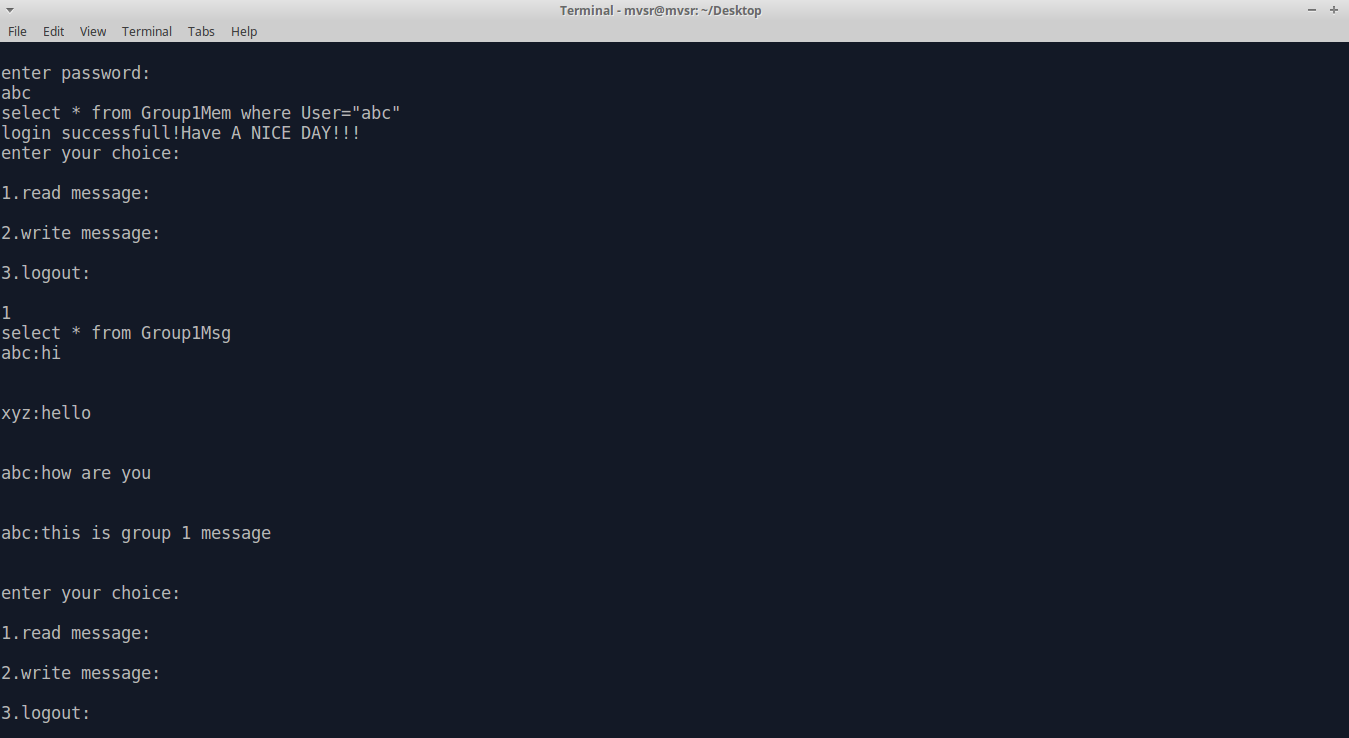 Terminal - mvsr@mvsr: ~/Desktop
File Edit View Terminal Tabs Help
enter password:
abc
select * from Group1Mem where User="abc"
login successfull!Have A NICE DAY!!!
enter your choice:
1.read message:
2.write message:
3.logout:
1
select * from Group1Msg
abc:hi
xyz:hello
abc:how are you
abc:this is group 1 message
enter your choice:
1.read message:
2.write message:
3.logout: